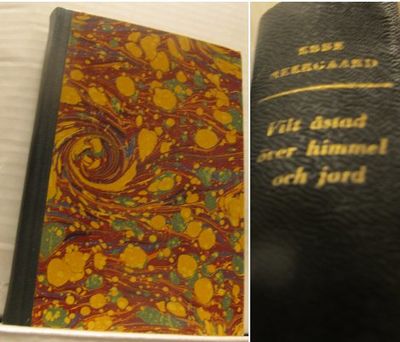 EBBE
NEERGAARD
Vilt åstad
över himmel
och jord